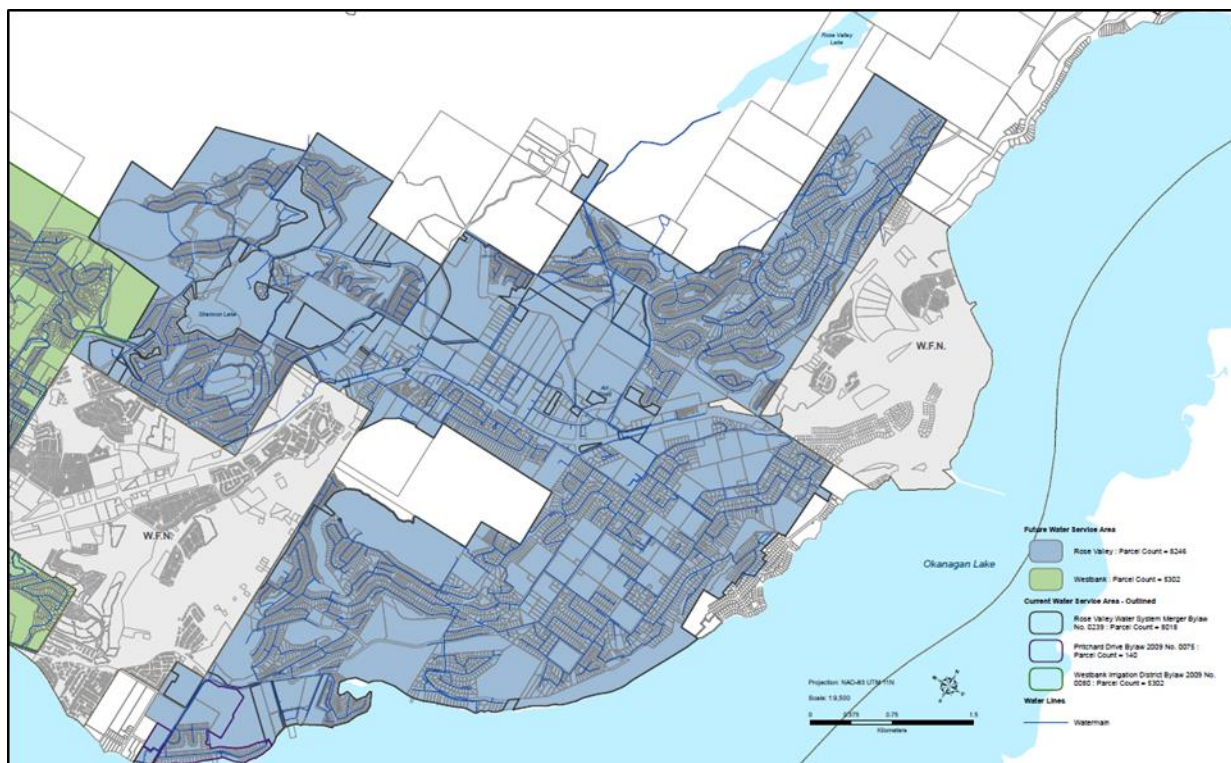 Rose Valley
Lake
Shannon Lake
W.F.N.
W.F.N.
Okanagan Lake
Future Water Service Area
Rose Valley : Parcel Count = 8246
Westbank : Parcel Count = 5302
Current Water Service Area - Outlined
Rose Valley Water System Merger Bylaw
No. 0239 : Parcel Count = 8018
Pritchard Drive Bylaw 2009 No. 0075 :
Parcel Count = 140
Westbank Irrigation District Bylaw 2009 No.
0080 : Parcel Count = 5302
Water Lines
Watermain
Projection: NAD-83 UTM 11N
Scale: 1:9,500
0 0.375 0.75 1.5
Kilometers